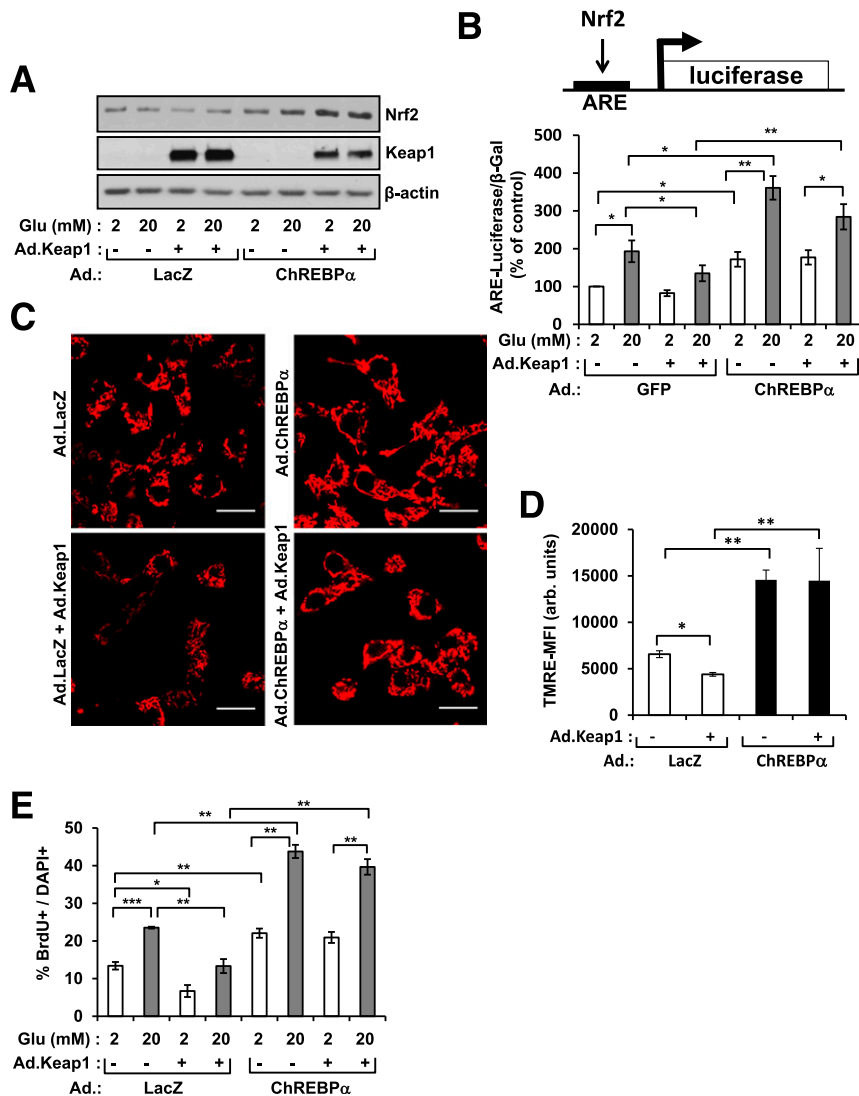 A
Nrf2
Keap1
β-actin
Glu (mM) : 2 20 2 20 2 20 2 20
Ad.Keap1 : - - + + - - + +
Ad.: LacZ ChREBPα
B
Nrf2
luciferase
ARE
ARE-Luciferase/β-Gal
(% of control)
500
400
300
200
100
0
* * * * ** ** *
Glu (mM) : 2 20 2 20 2 20 2 20
Ad.Keap1 : - - + + - - + +
Ad.: GFP ChREBPα
C
Ad.LacZ
Ad.ChREBPα
Ad.LacZ + Ad.Keap1
Ad.ChREBPα + Ad.Keap1
D
TMRE-MFI (arb. units)
20000
15000
10000
5000
0
** ** *
Ad.Keap1 : - + - +
Ad.: LacZ ChREBPα
E
% BrdU+ / DAPI+
50
40
30
20
10
0
** ** ** ** ** * *** **
Glu (mM) : 2 20 2 20 2 20 2 20
Ad.Keap1 : - - + + - - + +
Ad.: LacZ ChREBPα